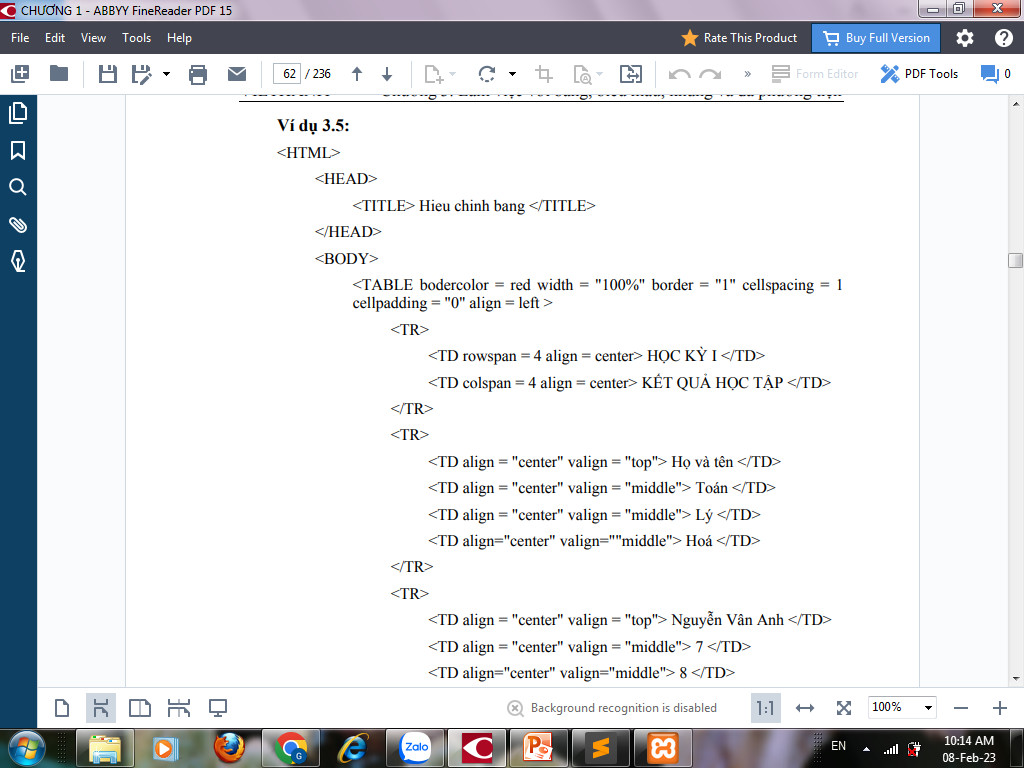 CHƯƠNG 1 - ABBYY FineReader PDF 15
File Edit View Tools Help
Rate This Product
Buy Full Version
62 / 236
Form Editor
PDF Tools
0
Ví dụ 3.5:
<HTML>
<HEAD>
<TITLE> Hieu chinh bang </TITLE>
</HEAD>
<BODY>
<TABLE bodercolor = red width = "100%" border = "1" cellspacing = 1
cellpadding = "0" align = left >
<TR>
<TD rowspan = 4 align = center> HỌC KỲ I </TD>
<TD colspan = 4 align = center> KẾT QUẢ HỌC TẬP </TD>
</TR>
<TR>
<TD align = "center" valign = "top"> Họ và tên </TD>
<TD align = "center" valign = "middle"> Toán </TD>
<TD align = "center" valign = "middle"> Lý </TD>
<TD align="center" valign=""middle"> Hoá </TD>
</TR>
<TR>
<TD align = "center" valign = "top"> Nguyễn Vân Anh </TD>
<TD align = "center" valign = "middle"> 7 </TD>
<TD align="center" valign="middle"> 8 </TD>
Background recognition is disabled
1:1
100%
Zalo
EN
10:14 AM
08-Feb-23